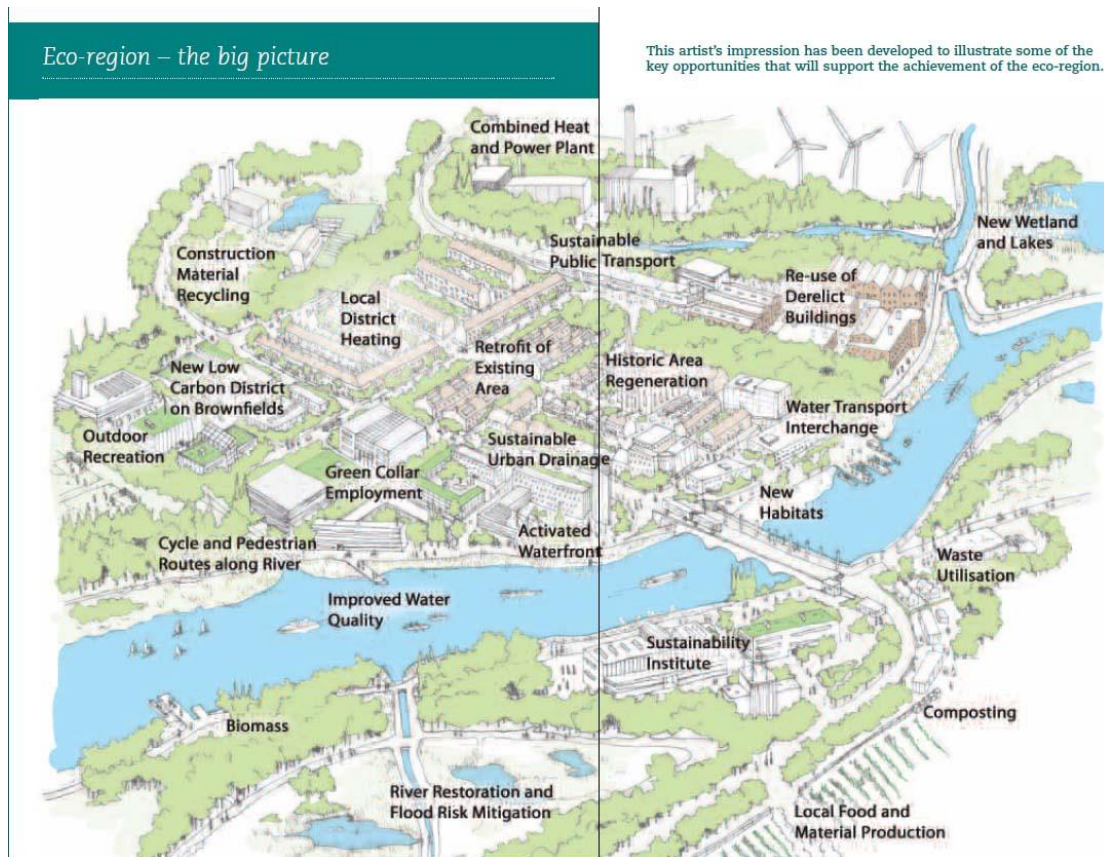 Eco-region – the big picture
This artist's impression has been developed to illustrate some of the
key opportunities that will support the achievement of the eco-region.
Combined Heat
and Power Plant
New Wetland
and Lakes
Construction
Material
Recycling
Sustainable
Public Transport
Re-use of
Derelict
Buildings
Local
District
Heating
Retrofit of
Existing
Area
Historic Area
Regeneration
New Low
Carbon District
on Brownfields
Water Transport
Interchange
Outdoor
Recreation
Sustainable
Urban Drainage
Green Collar
Employment
New
Habitats
Activated
Waterfront
Cycle and Pedestrian
Routes along River
Waste
Utilisation
Improved Water
Quality
Sustainability
Institute
Composting
Biomass
River Restoration and
Flood Risk Mitigation
Local Food and
Material Production